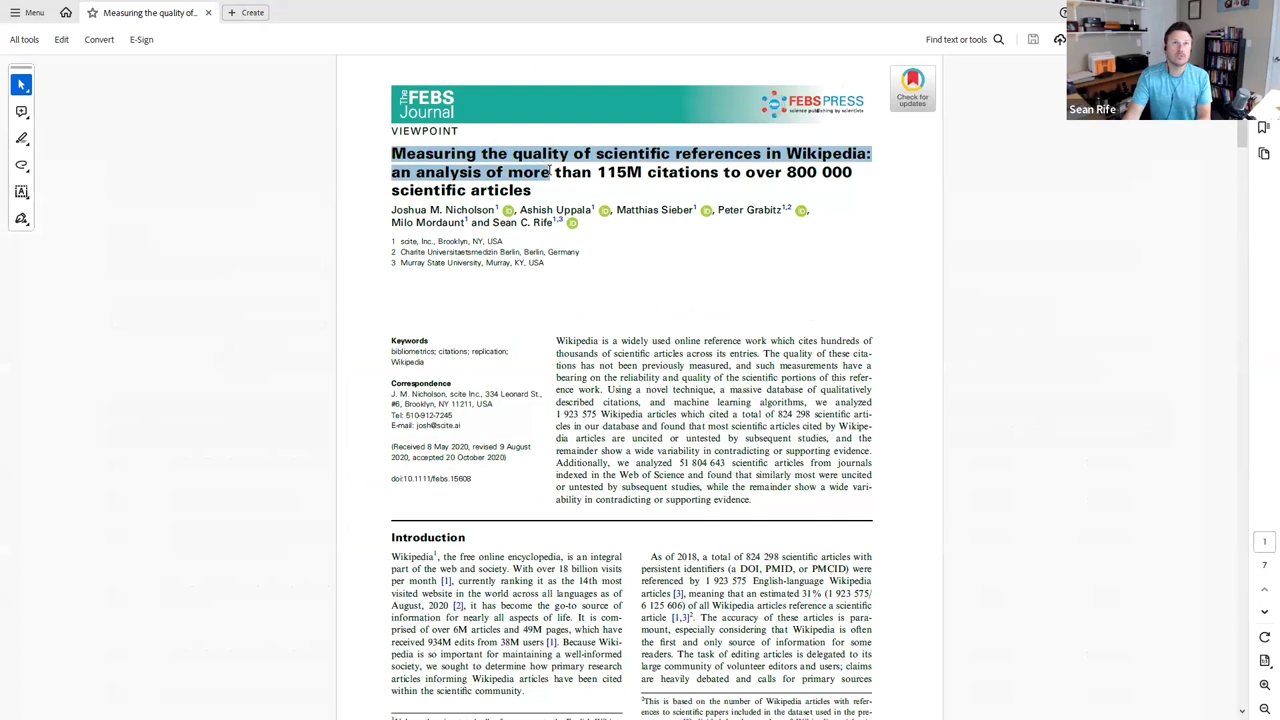 Menu
Measuring the quality of...
Create
All tools
Edit
Convert
E-Sign
Find text or tools
Sean Rife
The
FEBS
Journal
FEBSPRESS
science publishing by scientists
Check for
updates
VIEWPOINT
Measuring the quality of scientific references in Wikipedia:
an analysis of more than 115M citations to over 800 000
scientific articles
Joshua M. Nicholson1, Ashish Uppala1, Matthias Sieber1, Peter Grabitz1,2,
Milo Mordaunt1 and Sean C. Rife1,3
1 scite, Inc., Brooklyn, NY, USA
2 Charite Universitaetsmedizin Berlin, Berlin, Germany
3 Murray State University, Murray, KY, USA
Keywords
bibliometrics; citations; replication;
Wikipedia
Correspondence
J. M. Nicholson, scite Inc., 334 Leonard St.,
#6, Brooklyn, NY 11211, USA
Tel: 510-912-7245
E-mail: josh@scite.ai
(Received 8 May 2020, revised 9 August
2020, accepted 20 October 2020)
doi:10.1111/febs.15608
Wikipedia is a widely used online reference work which cites hundreds of
thousands of scientific articles across its entries. The quality of these cita-
tions has not been previously measured, and such measurements have a
bearing on the reliability and quality of the scientific portions of this refer-
ence work. Using a novel technique, a massive database of qualitatively
described citations, and machine learning algorithms, we analyzed
1 923 575 Wikipedia articles which cited a total of 824 298 scientific arti-
cles in our database and found that most scientific articles cited by Wikipe-
dia articles are uncited or untested by subsequent studies, and the
remainder show a wide variability in contradicting or supporting evidence.
Additionally, we analyzed 51 804 643 scientific articles from journals
indexed in the Web of Science and found that similarly most were uncited
or untested by subsequent studies, while the remainder show a wide vari-
ability in contradicting or supporting evidence.
Introduction
Wikipedia1, the free online encyclopedia, is an integral
part of the web and society. With over 18 billion visits
per month [1], currently ranking it as the 14th most
visited website in the world across all languages as of
August, 2020 [2], it has become the go-to source of
information for nearly all aspects of life. It is com-
prised of over 6M articles and 49M pages, which have
received 934M edits from 38M users [1]. Because Wiki-
pedia is so important for maintaining a well-informed
society, we sought to determine how primary research
articles informing Wikipedia articles have been cited
within the scientific community.
As of 2018, a total of 824 298 scientific articles with
persistent identifiers (a DOI, PMID, or PMCID) were
referenced by 1 923 575 English-language Wikipedia
articles [3], meaning that an estimated 31% (1 923 575/
6 125 606) of all Wikipedia articles reference a scientific
article [1,3]2. The accuracy of these articles is para-
mount, especially considering that Wikipedia is often
the first and only source of information for some
readers. The task of editing articles is delegated to its
large community of volunteer editors and users; claims
are heavily debated and calls for primary sources
2This is based on the number of Wikipedia articles with refer-
ences to scientific papers included in the dataset used in the pre-
1
7